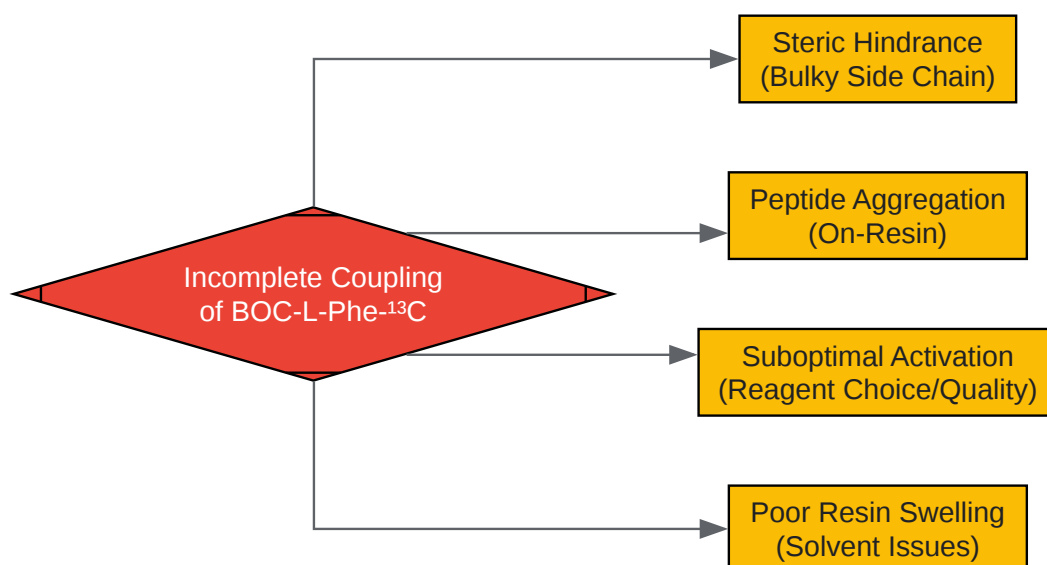 Steric Hindrance
(Bulky Side Chain)
Peptide Aggregation
(On-Resin)
Incomplete Coupling
of BOC-L-Phe-¹³C
Suboptimal Activation
(Reagent Choice/Quality)
Poor Resin Swelling
(Solvent Issues)